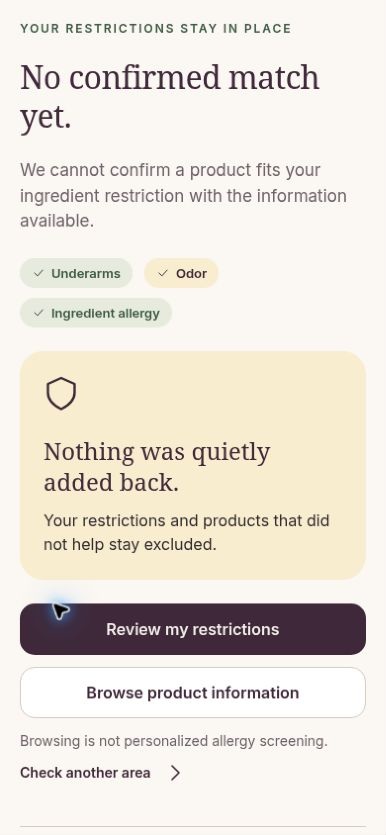 YOUR RESTRICTIONS STAY IN PLACE
No confirmed match
yet.
We cannot confirm a product fits your
ingredient restriction with the information
available.
Underarms
Odor
Ingredient allergy
Nothing was quietly
added back.
Your restrictions and products that did
not help stay excluded.
Review my restrictions
Browse product information
Browsing is not personalized allergy screening.
Check another area